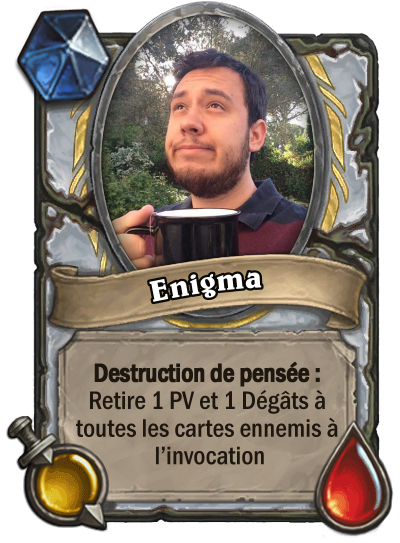 Enigma
Destruction de pensée :
Retire 1 PV et 1 Dégâts à
toutes les cartes ennemis à
l'invocation